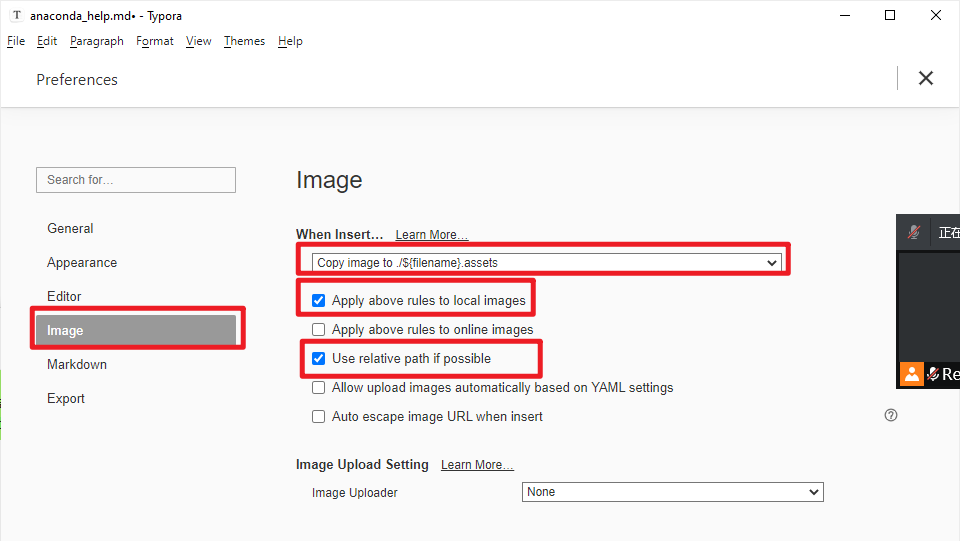 T anaconda_help.md• - Typora
File Edit Paragraph Format View Themes Help
Preferences
Search for…
General
Appearance
Editor
Image
Markdown
Export
Image
When Insert… Learn More…
Copy image to ./${filename}.assets
Apply above rules to local images
Apply above rules to online images
Use relative path if possible
Allow upload images automatically based on YAML settings
Auto escape image URL when insert
Image Upload Setting Learn More…
Image Uploader None
正在
Re